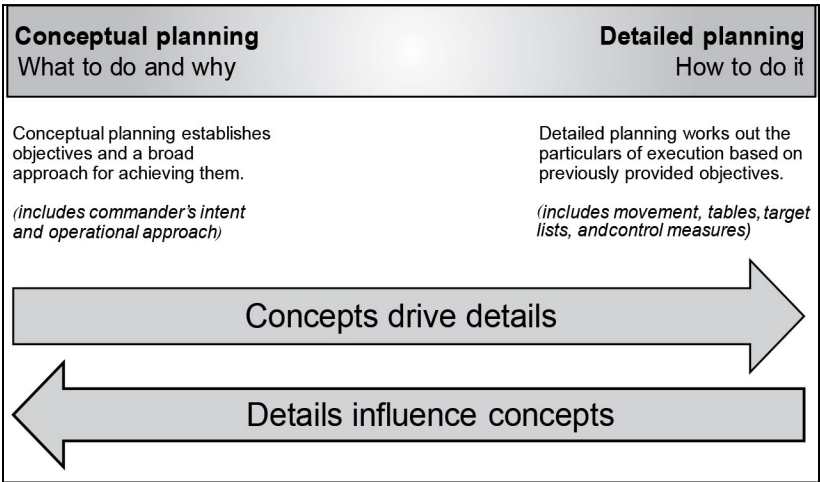 Conceptual planning
What to do and why
Detailed planning
How to do it
Conceptual planning establishes
objectives and a broad
approach for achieving them.
(includes commander's intent
and operational approach)
Detailed planning works out the
particulars of execution based on
previously provided objectives.
(includes movement, tables, target
lists, andcontrol measures)
Concepts drive details
Details influence concepts